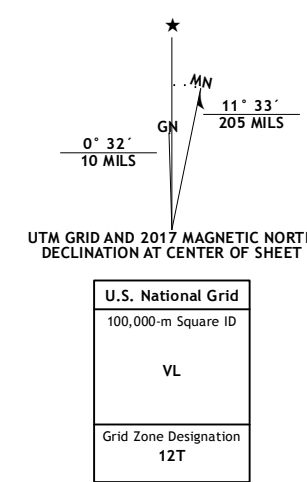 ★
MN
11° 33´
205 MILS
GN
0° 32´
10 MILS
UTM GRID AND 2017 MAGNETIC NORTH
DECLINATION AT CENTER OF SHEET
U.S. National Grid
100,000-m Square ID
VL
Grid Zone Designation
12T